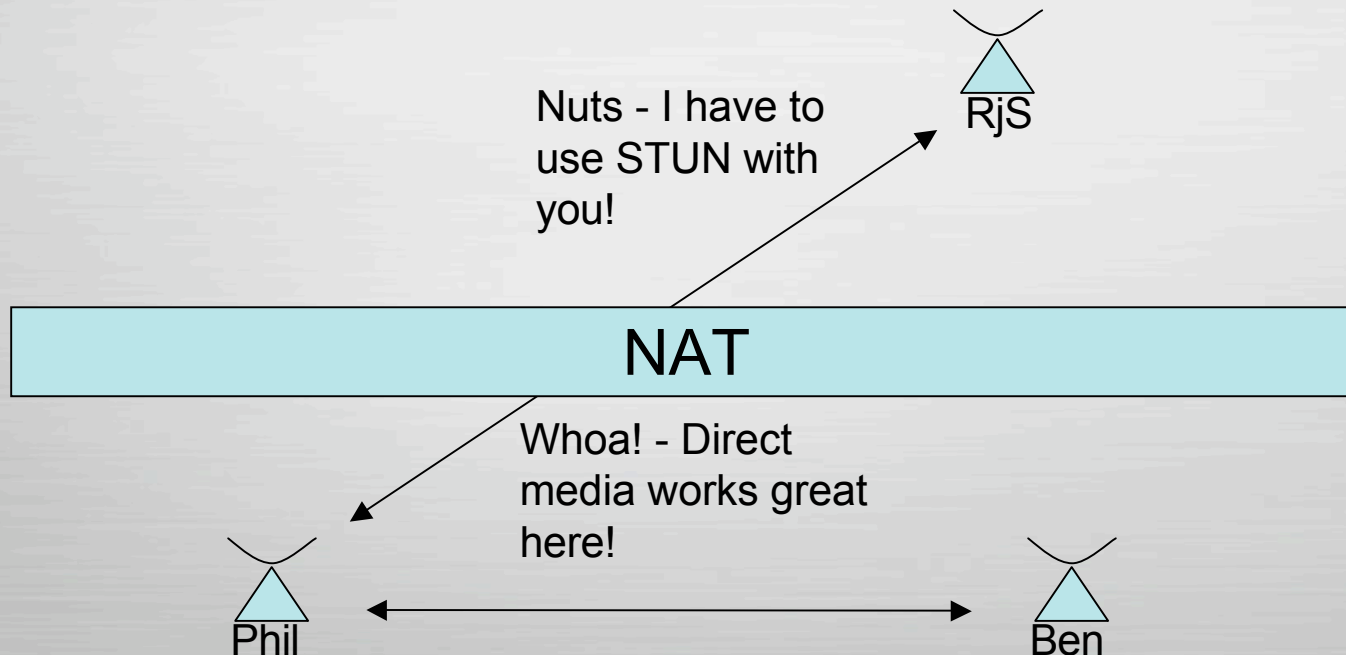 RjS
Nuts - I have to
use STUN with
you!
NAT
Whoa! - Direct
media works great
here!
Phil
Ben